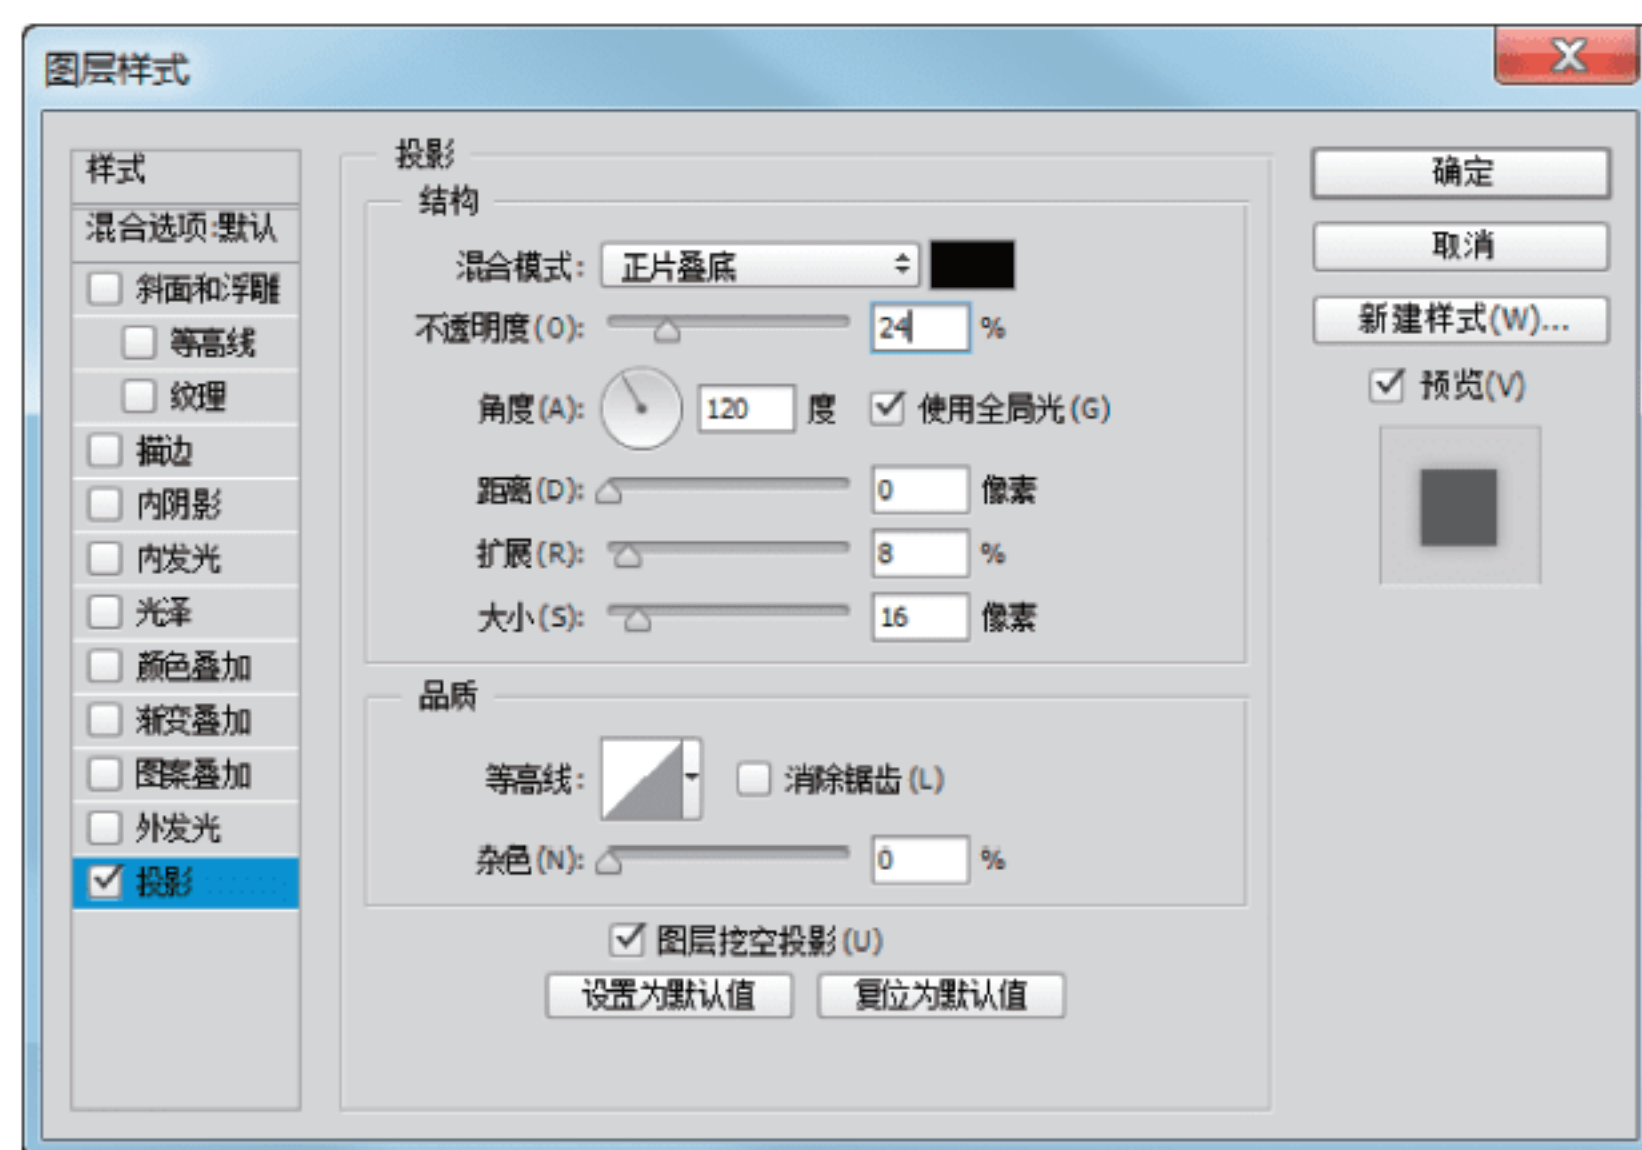 图层样式
样式
混合选项:默认
斜面和浮雕
等高线
纹理
描边
内阴影
内发光
光泽
颜色叠加
渐变叠加
图案叠加
外发光
投影
投影
结构
混合模式: 正片叠底
不透明度(O): 24 %
角度(A): 120 度 使用全局光(G)
距离(D): 0 像素
扩展(R): 8 %
大小(S): 16 像素
品质
等高线: 消除锯齿(L)
杂色(N): 0 %
图层挖空投影(U)
设置为默认值 复位为默认值
确定
取消
新建样式(W)...
预览(V)